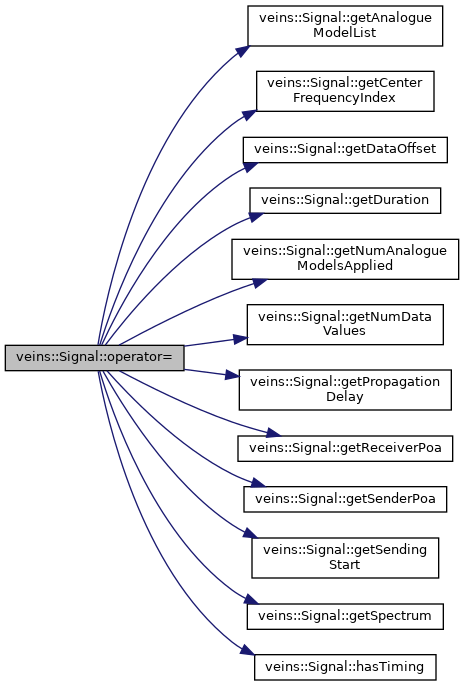 veins::Signal::getAnalogue
ModelList
veins::Signal::getCenter
FrequencyIndex
veins::Signal::getDataOffset
veins::Signal::getDuration
veins::Signal::getNumAnalogue
ModelsApplied
veins::Signal::getNumData
Values
veins::Signal::operator=
veins::Signal::getPropagation
Delay
veins::Signal::getReceiverPoa
veins::Signal::getSenderPoa
veins::Signal::getSending
Start
veins::Signal::getSpectrum
veins::Signal::hasTiming